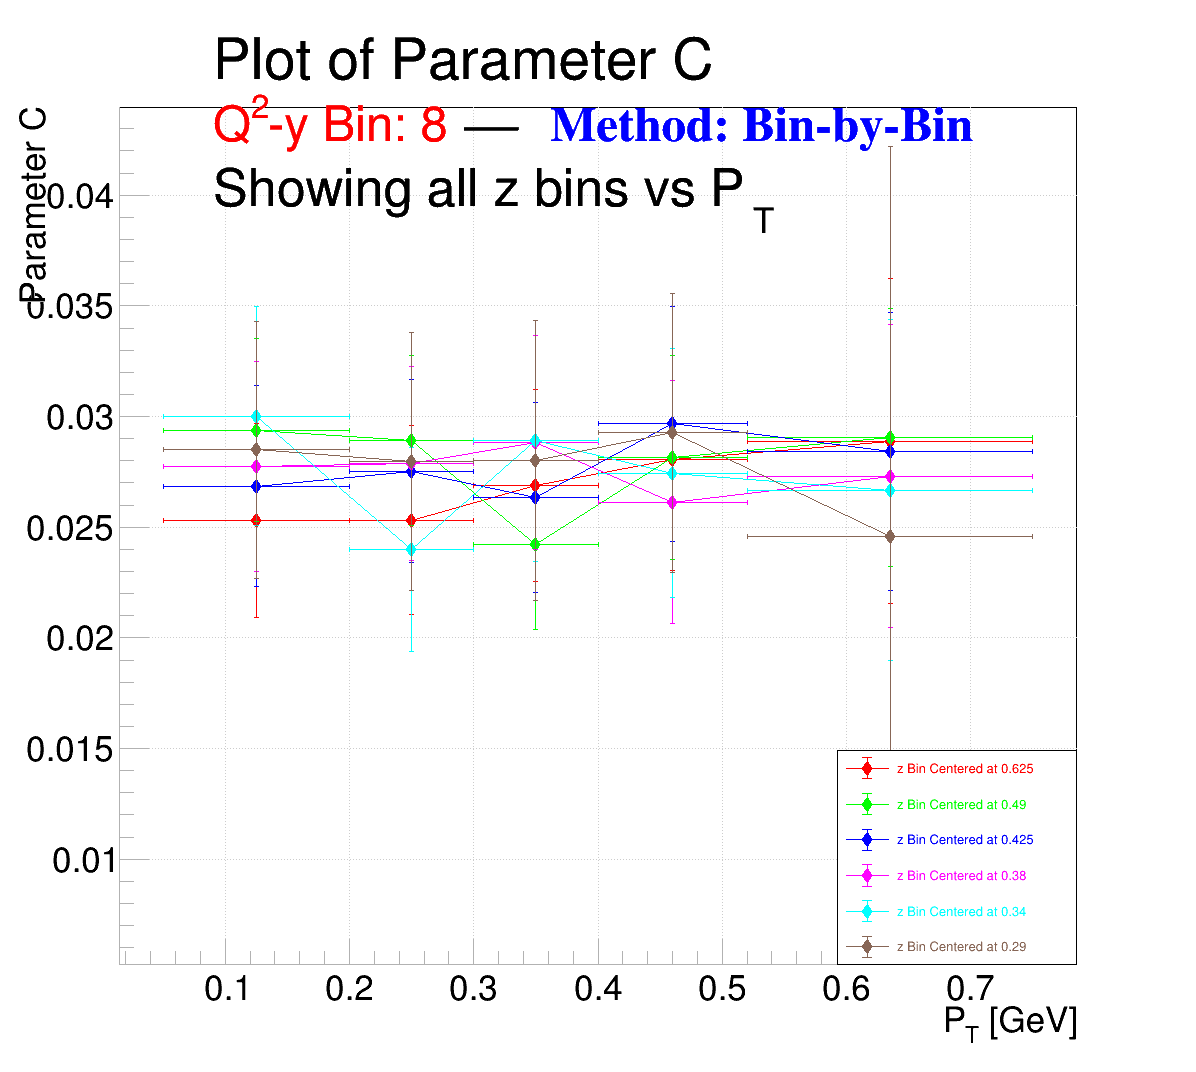 Plot of Parameter C
Q2-y Bin: 8 — Method: Bin-by-Bin
Showing all z bins vs P T
Parameter C
0.04
0.035
0.03
0.025
0.02
0.015
0.01
z Bin Centered at 0.625
z Bin Centered at 0.49
z Bin Centered at 0.425
z Bin Centered at 0.38
z Bin Centered at 0.34
z Bin Centered at 0.29
0.1 0.2 0.3 0.4 0.5 0.6 0.7
PT [GeV]